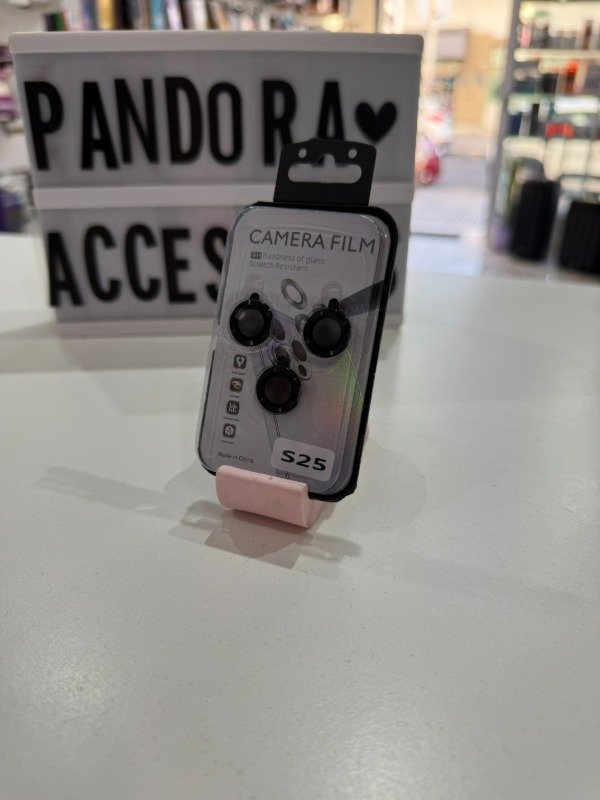 PANDORA♥
ACCES
CAMERA FILM
9H hardness of glass
scratch Resistant
Made in China
S25